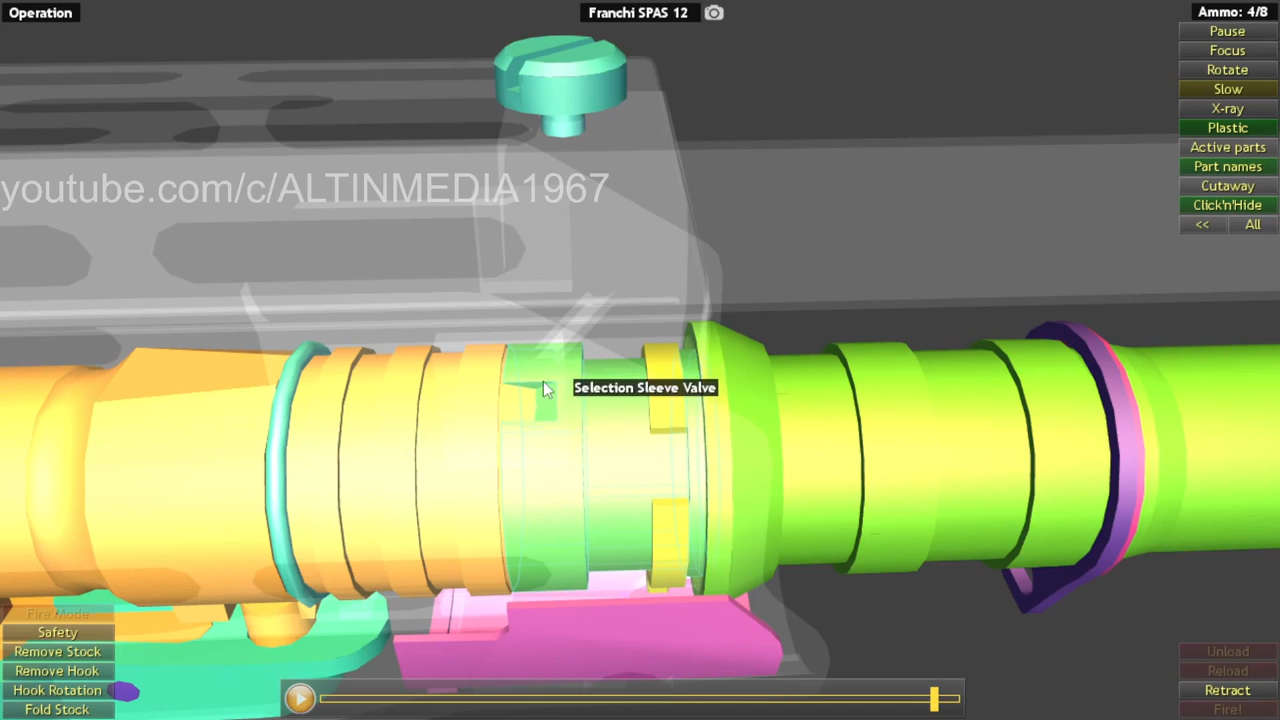 Operation
Franchi SPAS 12
Ammo: 4/8
Pause
Focus
Rotate
Slow
X-ray
Plastic
Active parts
Part names
Cutaway
Click'n'Hide
<< All
youtube.com/c/ALTINMEDIA1967
Selection Sleeve Valve
Fire Mode
Safety
Remove Stock
Remove Hook
Hook Rotation
Fold Stock
Unload
Reload
Retract
Fire!